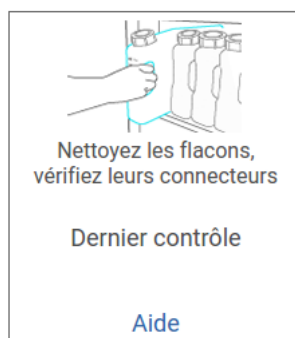 Nettoyez les flacons,
vérifiez leurs connecteurs
Dernier contrôle
Aide